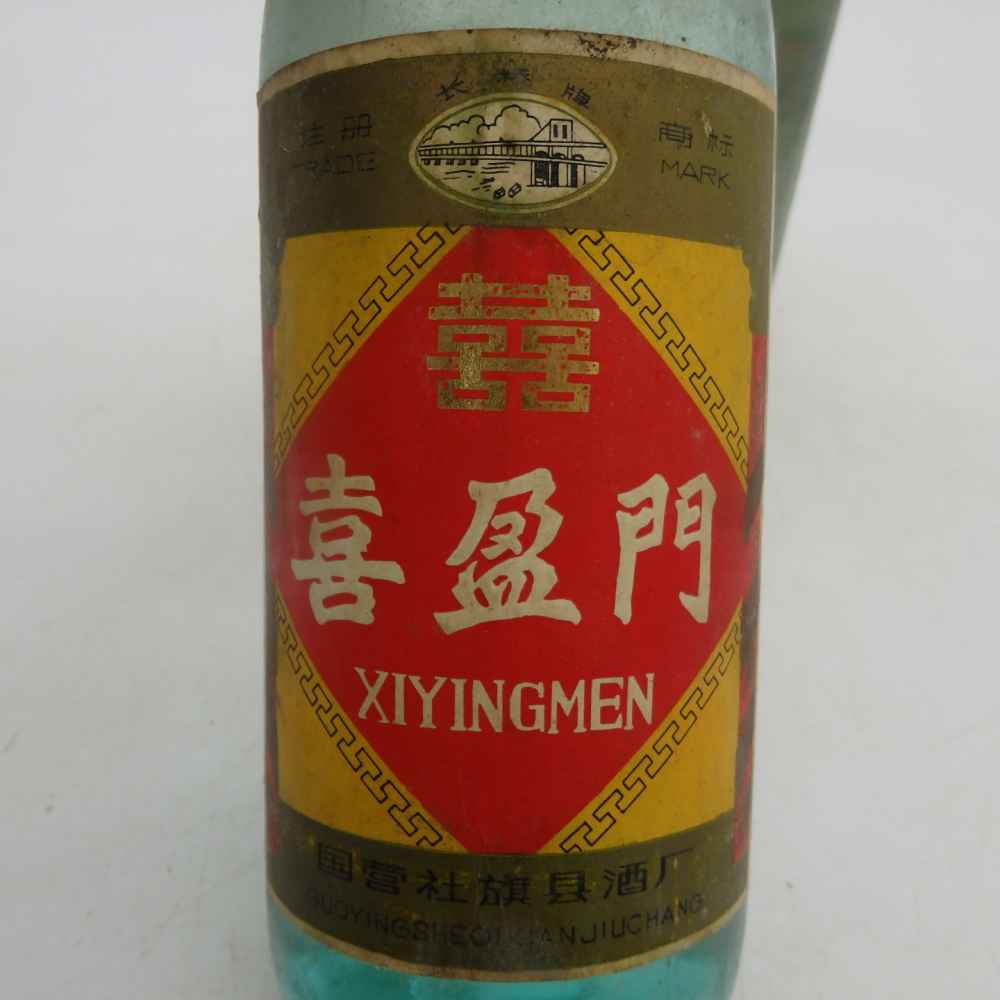 长桥牌
注册 商标
TRADE MARK
囍
喜盈門
XIYINGMEN
国营社旗县酒厂
GUOYINGSHEQIXIANJIUCHANG